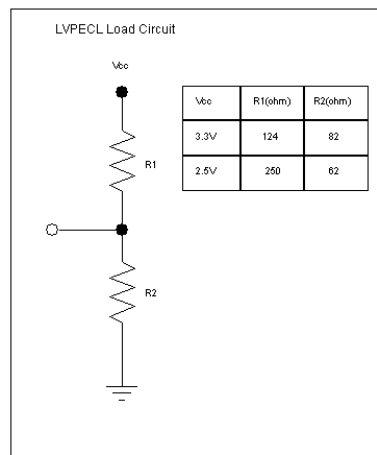 LVPECL Load Circuit
Vcc
Vcc R1(ohm) R2(ohm)
3.3V 124 82
R1
2.5V 250 62
R2